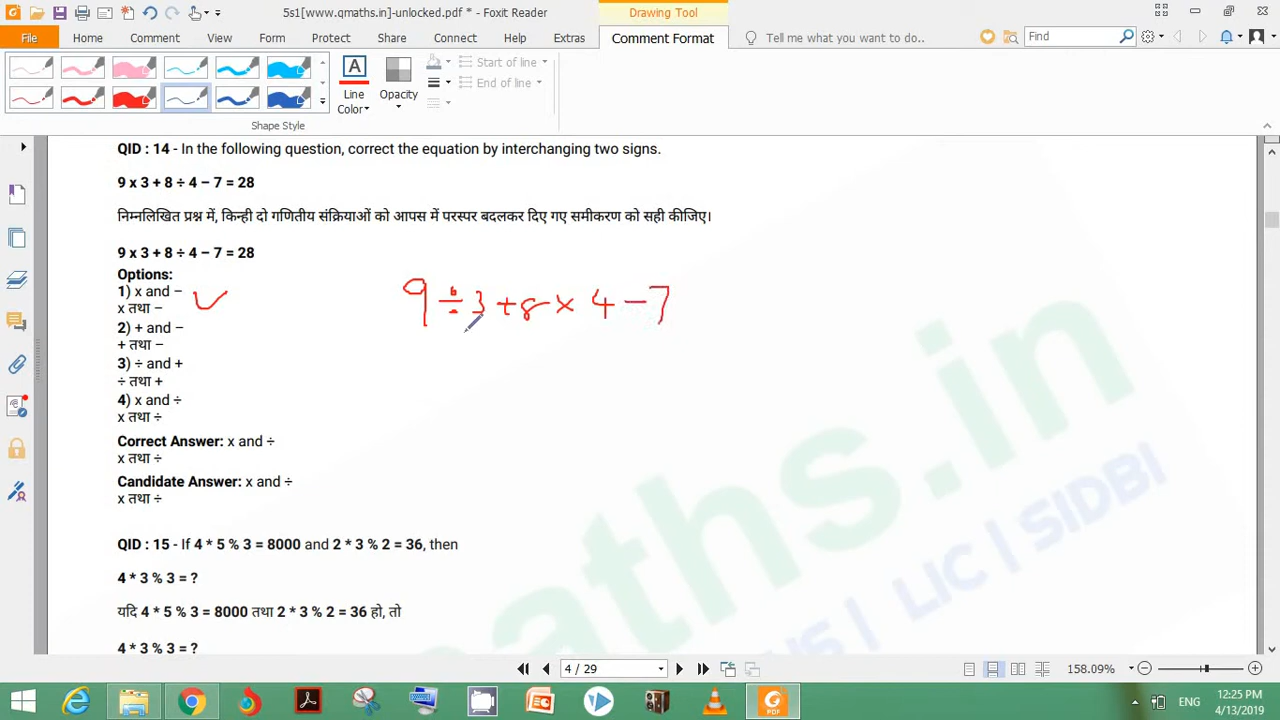 5s1[www.qmaths.in]-unlocked.pdf * - Foxit Reader
Drawing Tool
File Home Comment View Form Protect Share Connect Help Extras Comment Format Tell me what you want to do.. Find
Line Color
Opacity
Start of line
End of line
Shape Style
QID : 14 - In the following question, correct the equation by interchanging two signs.
9 x 3 + 8 ÷ 4 – 7 = 28
निम्नलिखित प्रश्न में, किन्ही दो गणितीय संक्रियाओं को आपस में परस्पर बदलकर दिए गए समीकरण को सही कीजिए।
9 x 3 + 8 ÷ 4 – 7 = 28
Options:
1) x and −
x तथा −
2) + and −
+ तथा −
3) ÷ and +
÷ तथा +
4) x and ÷
x तथा ÷
9 ÷ 3 + 8 × 4 − 7
Correct Answer: x and ÷
x तथा ÷
Candidate Answer: x and ÷
x तथा ÷
QID : 15 - If 4 * 5 % 3 = 8000 and 2 * 3 % 2 = 36, then
4 * 3 % 3 = ?
यदि 4 * 5 % 3 = 8000 तथा 2 * 3 % 2 = 36 हो, तो
4 * 3 % 3 = ?
aths.in
US | LIC | SIDBI
4 / 29
158.09%
ENG
12:25 PM
4/13/2019